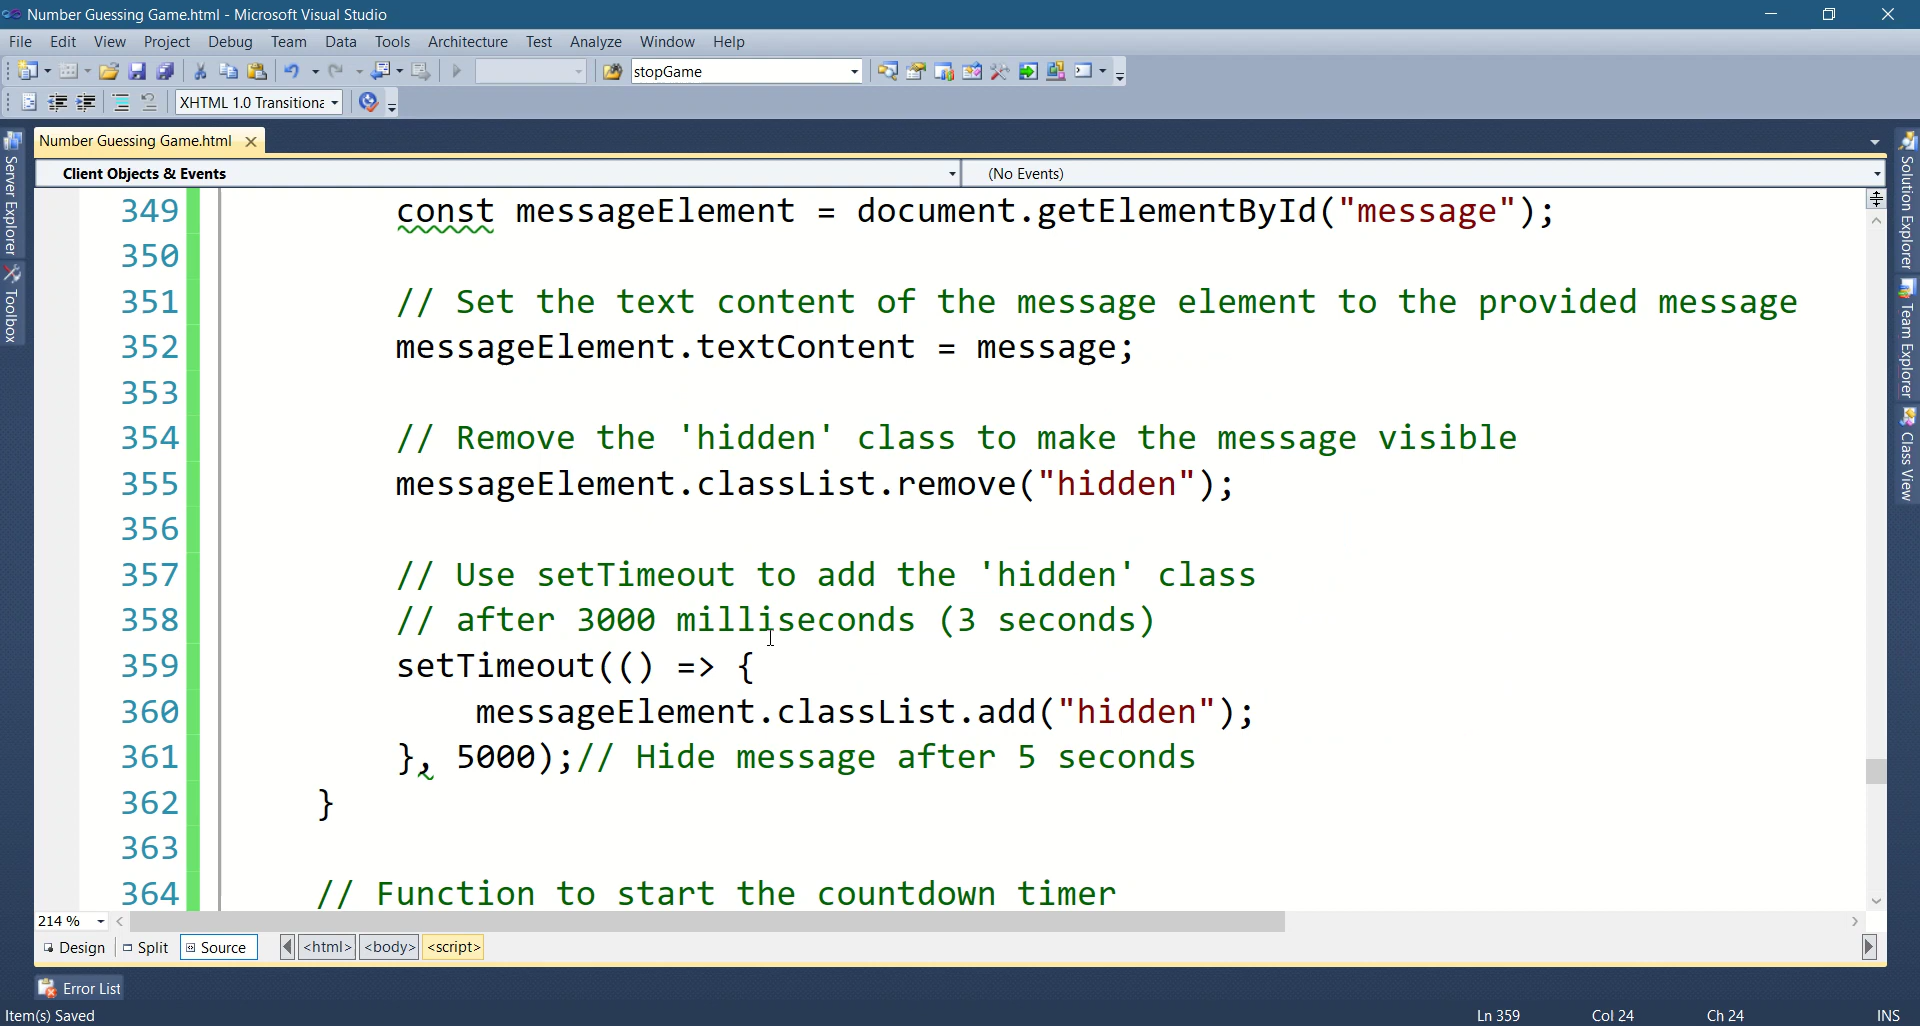 Number Guessing Game.html - Microsoft Visual Studio
File Edit View Project Debug Team Data Tools Architecture Test Analyze Window Help
stopGame
XHTML 1.0 Transitiona
Number Guessing Game.html
Client Objects & Events (No Events)
Server Explorer
Toolbox
Solution Explorer
Team Explorer
Class View
349 const messageElement = document.getElementById("message");
350
351 // Set the text content of the message element to the provided message
352 messageElement.textContent = message;
353
354 // Remove the 'hidden' class to make the message visible
355 messageElement.classList.remove("hidden");
356
357 // Use setTimeout to add the 'hidden' class
358 // after 3000 milliseconds (3 seconds)
359 setTimeout(() => {
360 messageElement.classList.add("hidden");
361 }, 5000);// Hide message after 5 seconds
362 }
363
364 // Function to start the countdown timer
214 %
Design Split Source <html> <body> <script>
Error List
Item(s) Saved Ln 359 Col 24 Ch 24 INS